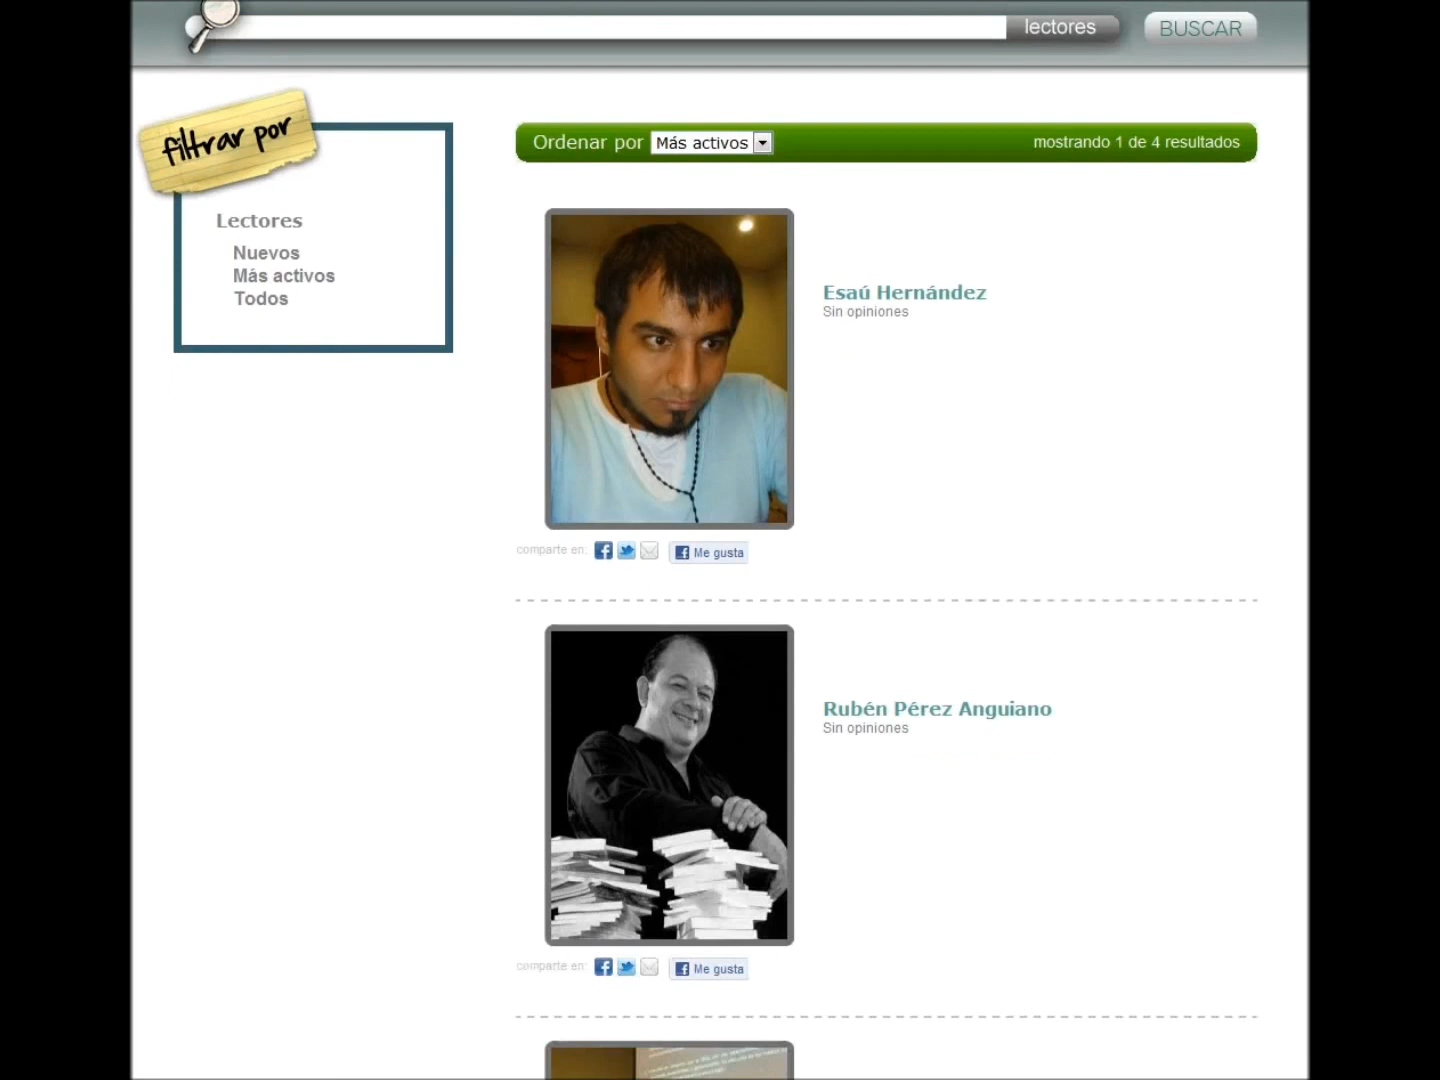 lectores
BUSCAR
filtrar por
Lectores
Nuevos
Más activos
Todos
Ordenar por Más activos
mostrando 1 de 4 resultados
Esaú Hernández
Sin opiniones
comparte en:
Me gusta
Rubén Pérez Anguiano
Sin opiniones
comparte en:
Me gusta